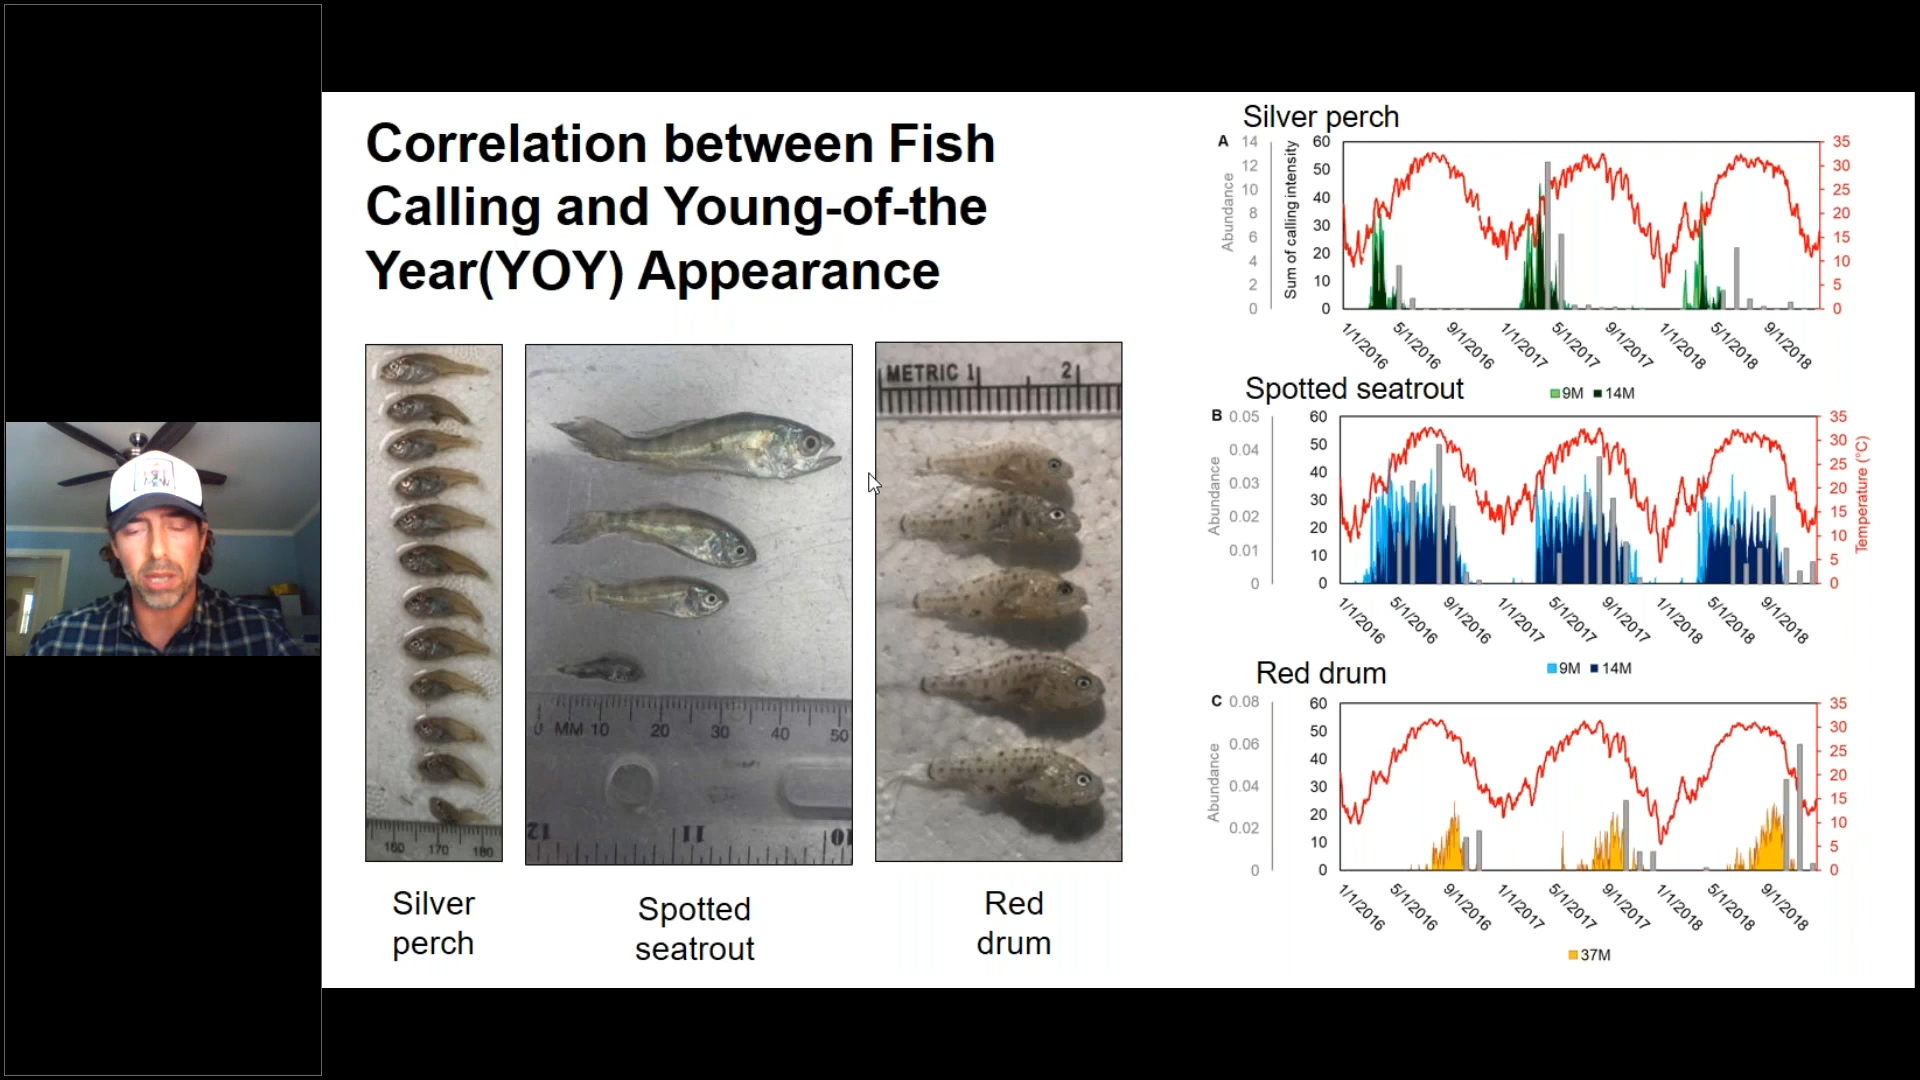 Correlation between Fish
Calling and Young-of-the
Year(YOY) Appearance
METRIC 1 2
0 MM 10 20 30 40 50
12 11 10
160 170 180
Silver
perch
Spotted
seatrout
Red
drum
Silver perch
A
Abundance
14
12
10
8
6
4
2
0
Sum of calling intensity
60
50
40
30
20
10
0
35
30
25
20
15
10
5
0
1/1/2016 5/1/2016 9/1/2016 1/1/2017 5/1/2017 9/1/2017 1/1/2018 5/1/2018 9/1/2018
9M 14M
Spotted seatrout
B
Abundance
0.05
0.04
0.03
0.02
0.01
0
60
50
40
30
20
10
0
35
30
25
20
15
10
5
0
Temperature (°C)
1/1/2016 5/1/2016 9/1/2016 1/1/2017 5/1/2017 9/1/2017 1/1/2018 5/1/2018 9/1/2018
9M 14M
Red drum
C
Abundance
0.08
0.06
0.04
0.02
0
60
50
40
30
20
10
0
35
30
25
20
15
10
5
0
1/1/2016 5/1/2016 9/1/2016 1/1/2017 5/1/2017 9/1/2017 1/1/2018 5/1/2018 9/1/2018
37M